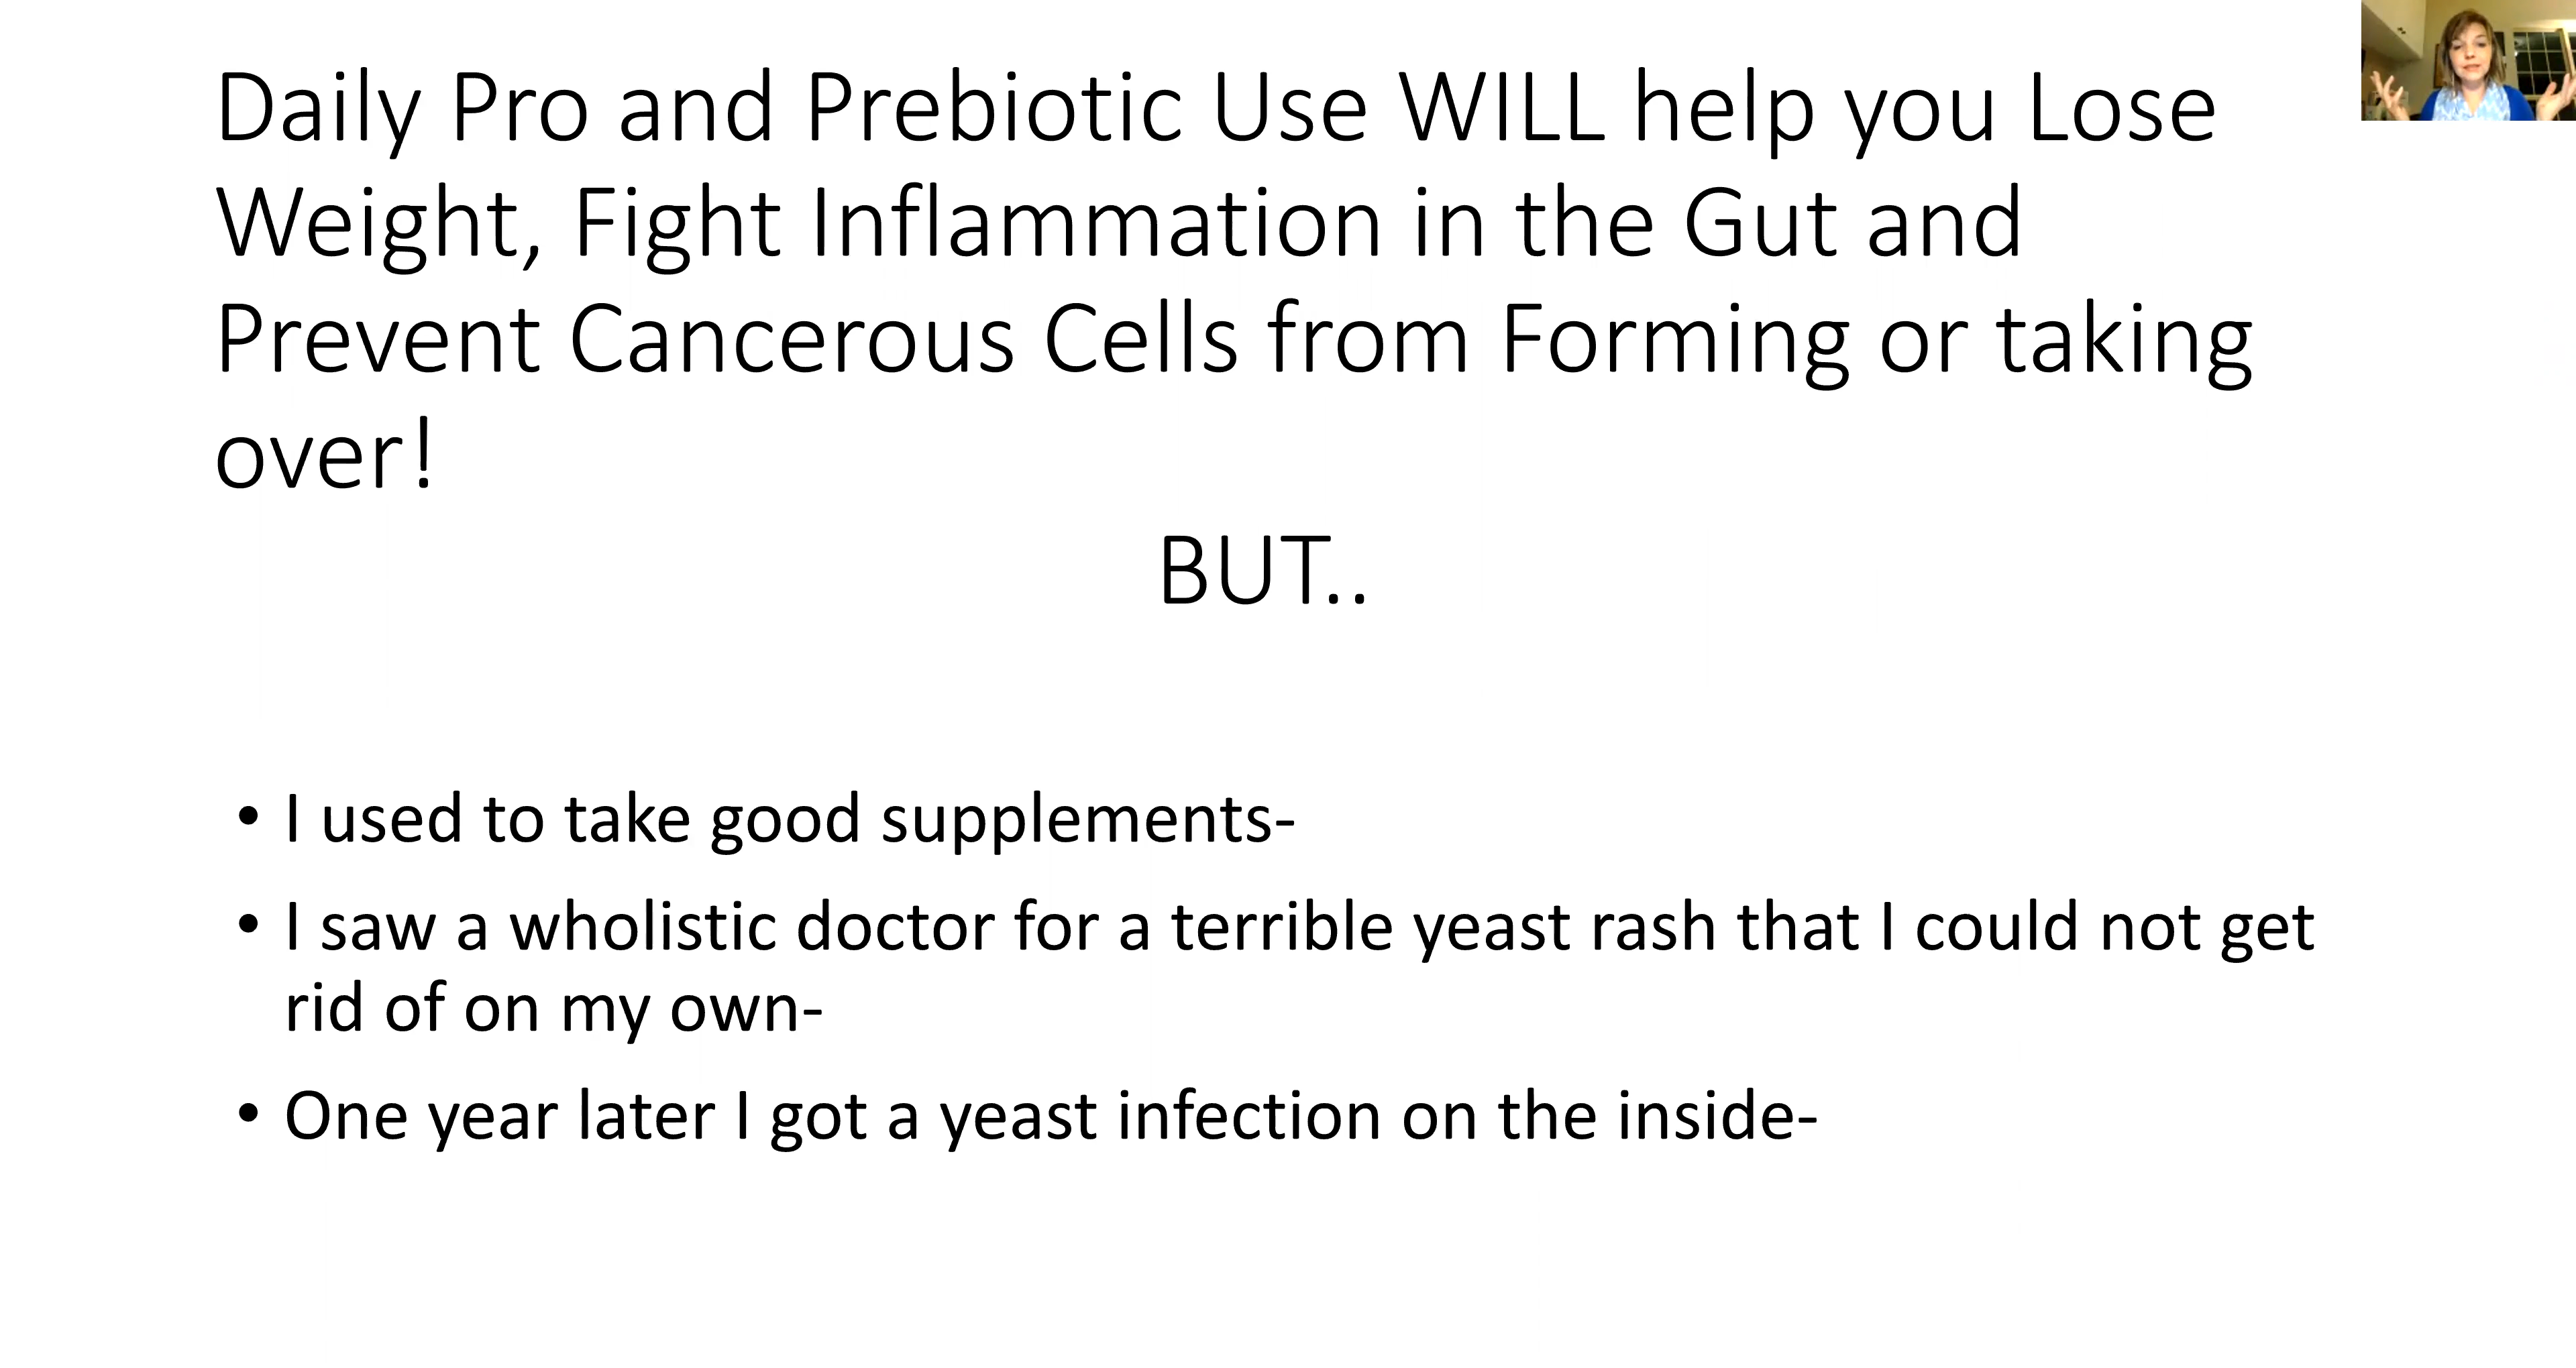 Daily Pro and Prebiotic Use WILL help you Lose
Weight, Fight Inflammation in the Gut and
Prevent Cancerous Cells from Forming or taking
over!
BUT..
• I used to take good supplements-
• I saw a wholistic doctor for a terrible yeast rash that I could not get
rid of on my own-
• One year later I got a yeast infection on the inside-